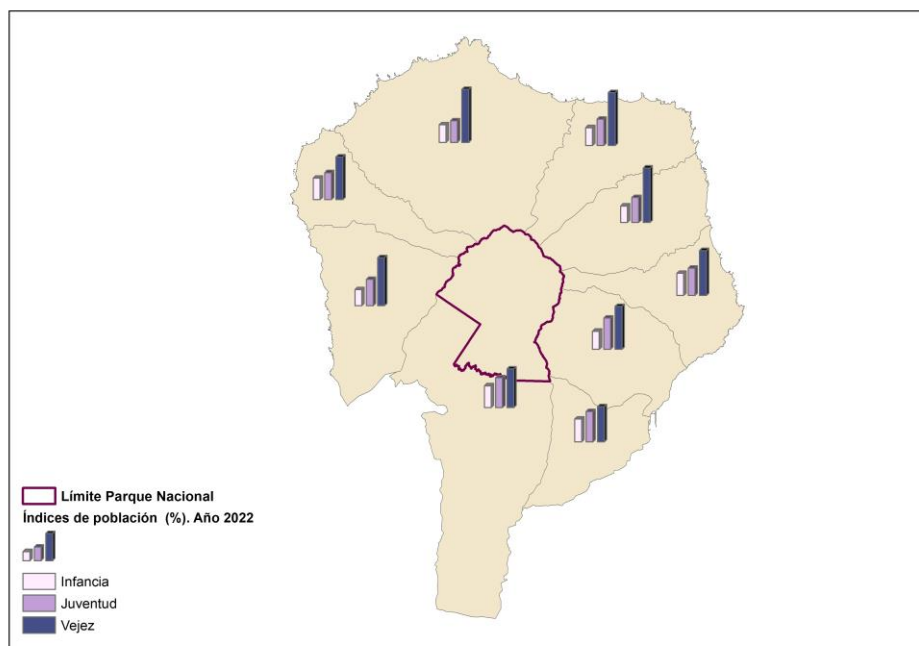 Límite Parque Nacional
Índices de población (%). Año 2022
Infancia
Juventud
Vejez